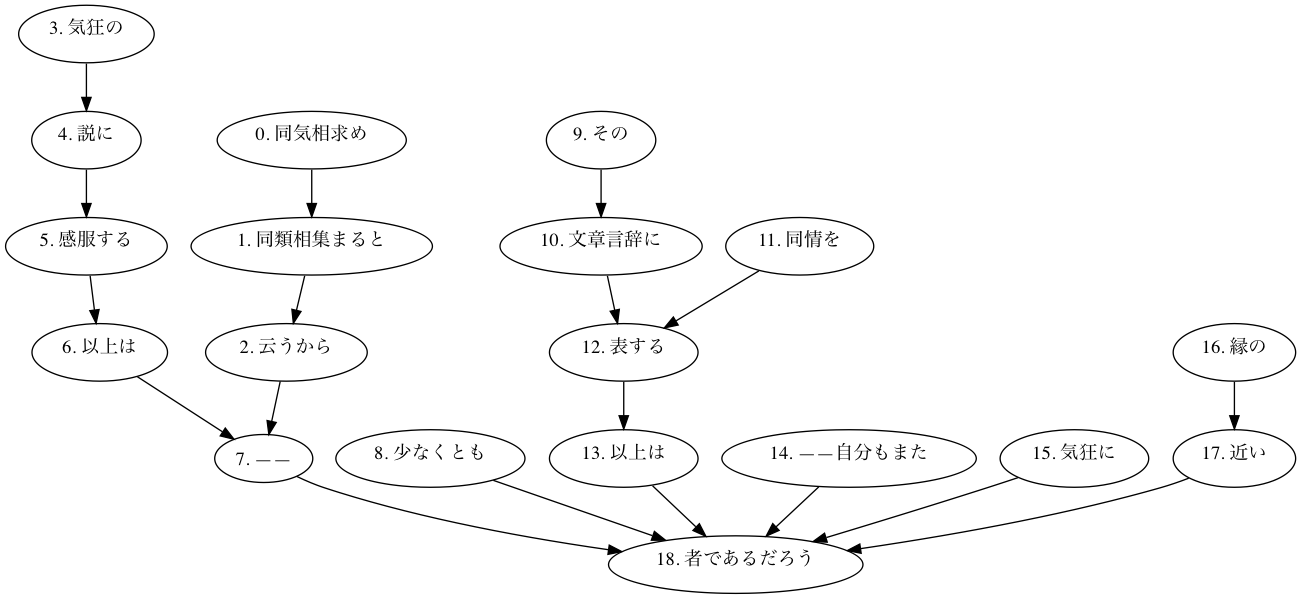 3. 気狂の
4. 説に
0. 同気相求め
9. その
5. 感服する
1. 同類相集まると
10. 文章言辞に
11. 同情を
6. 以上は
2. 云うから
12. 表する
16. 縁の
7. ――
8. 少なくとも
13. 以上は
14. ――自分もまた
15. 気狂に
17. 近い
18. 者であるだろう